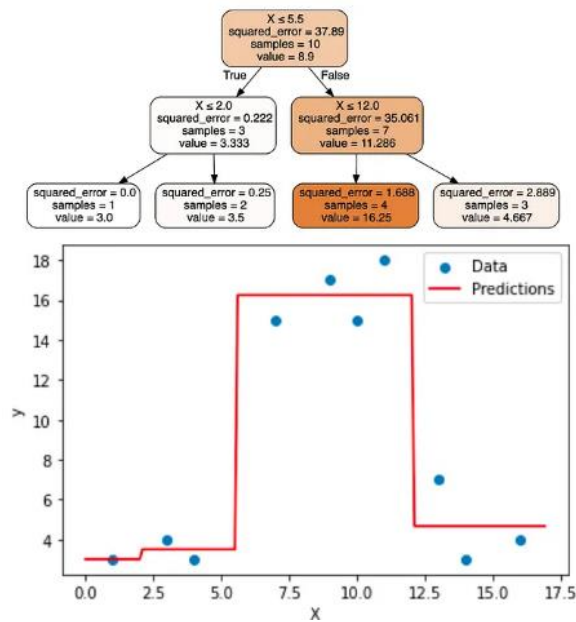 X ≤ 5.5
squared_error = 37.89
samples = 10
value = 8.9
True
False
X ≤ 2.0
squared_error = 0.222
samples = 3
value = 3.333
X ≤ 12.0
squared_error = 35.061
samples = 7
value = 11.286
squared_error = 0.0
samples = 1
value = 3.0
squared_error = 0.25
samples = 2
value = 3.5
squared_error = 1.688
samples = 4
value = 16.25
squared_error = 2.889
samples = 3
value = 4.667
Data
Predictions
18
16
14
12
10
8
6
4
y
0.0 2.5 5.0 7.5 10.0 12.5 15.0 17.5
X